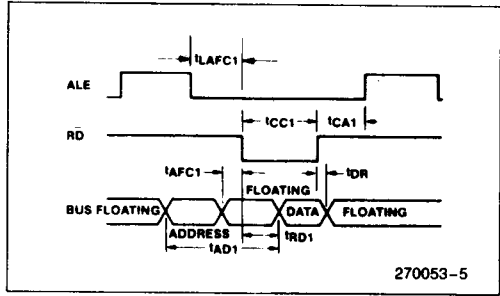 tLAFC1
ALE
tCC1 tCA1
RD
tAFC1 FLOATING tDR
BUS FLOATING DATA FLOATING
ADDRESS tRD1
tAD1
270053-5